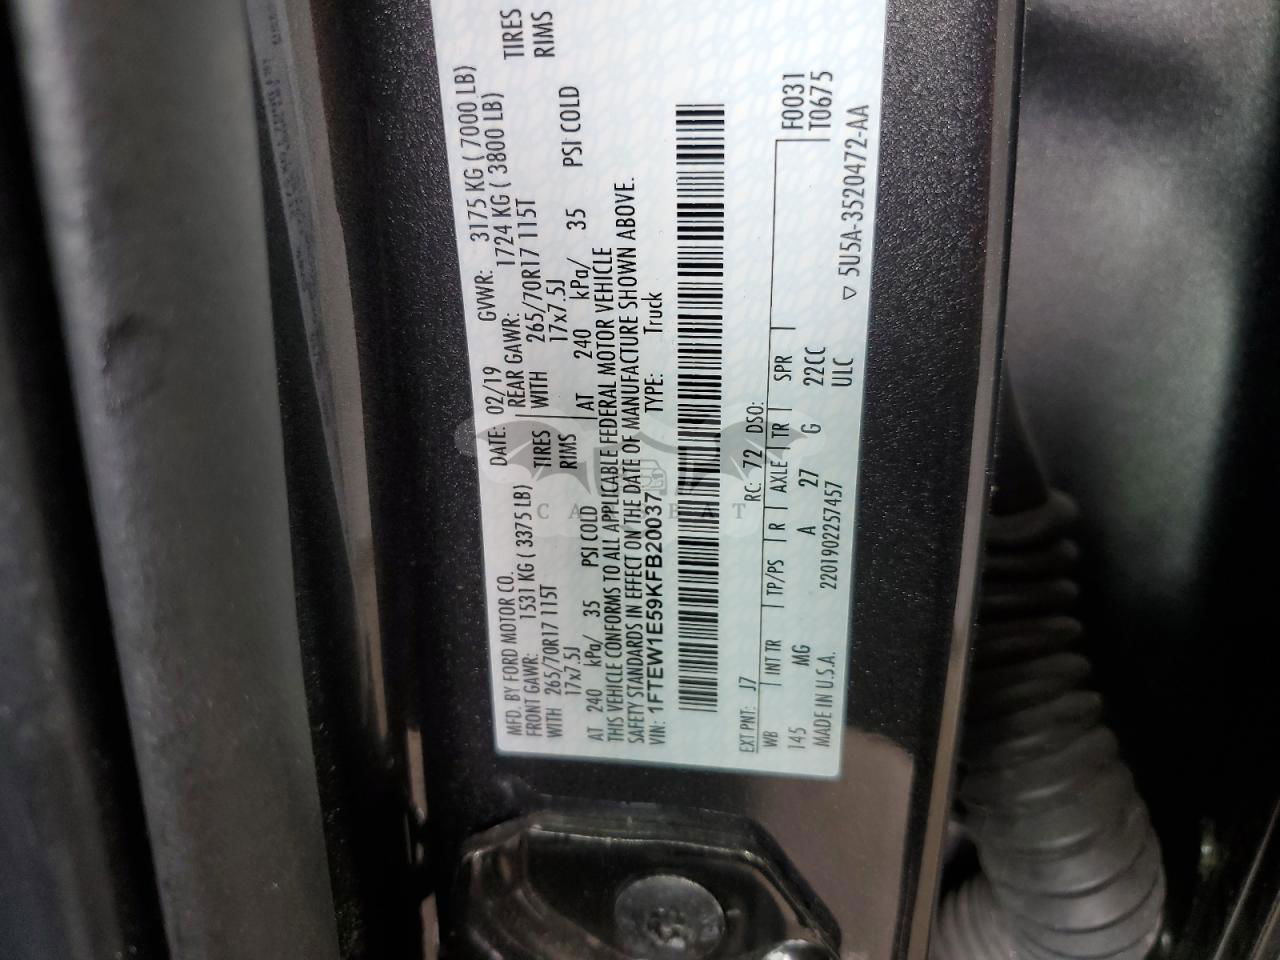 MFD. BY FORD MOTOR CO. DATE: 02/19 GVWR: 3175 KG ( 7000 LB)
FRONT GAWR: 1531 KG ( 3375 LB) REAR GAWR: 1724 KG ( 3800 LB)
WITH 265/70R17 115T TIRES WITH 265/70R17 115T TIRES
17x7.5J RIMS 17x7.5J RIMS
AT 240 kPa/ 35 PSI COLD AT 240 kPa/ 35 PSI COLD
THIS VEHICLE CONFORMS TO ALL APPLICABLE FEDERAL MOTOR VEHICLE
SAFETY STANDARDS IN EFFECT ON THE DATE OF MANUFACTURE SHOWN ABOVE.
VIN: 1FTEW1E59KFB20037 TYPE: Truck
EXT PNT: J7 RC: 72 DSO:
WB INT TR TP/PS R AXLE TR SPR F0031
145 MG A 27 G 22CC T0675
MADE IN U.S.A. 2201902257457 ULC
▽ 5U5A-3520472-AA